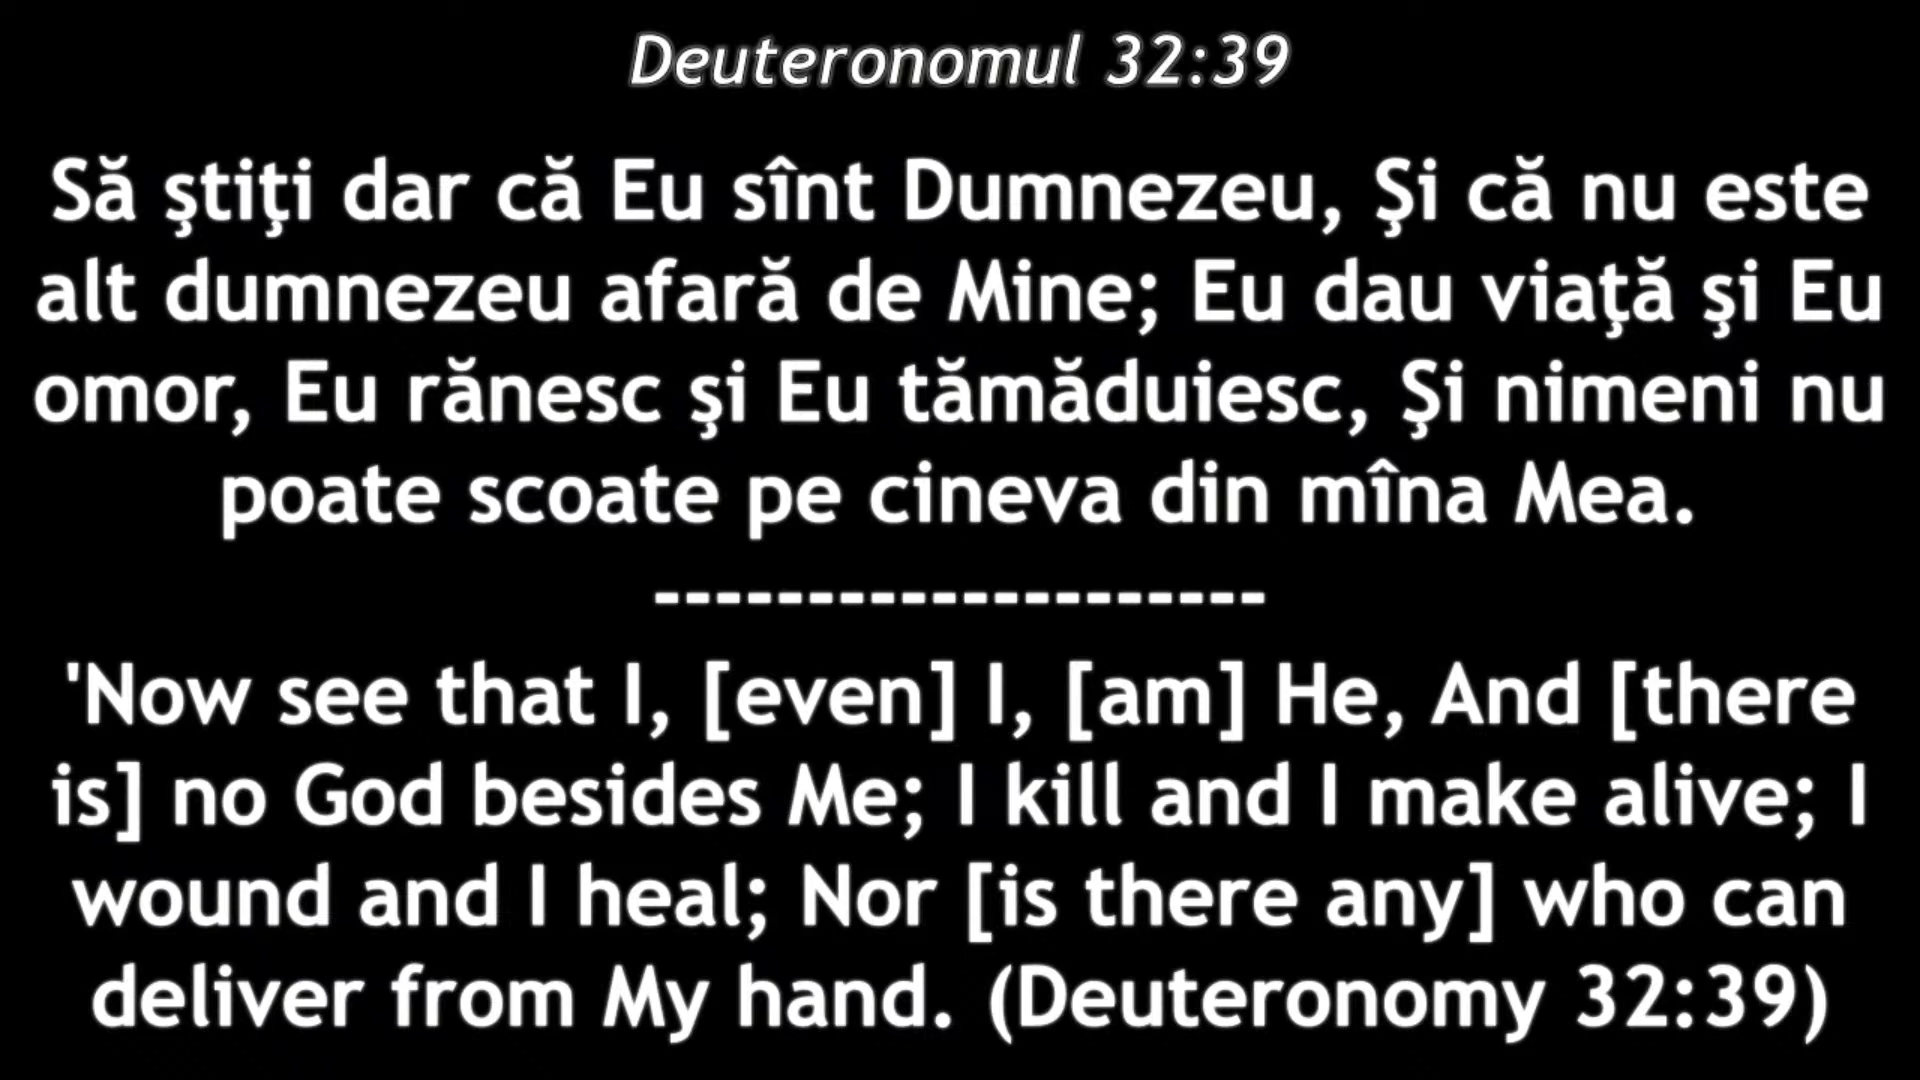 Deuteronomul 32:39
Să ştiţi dar că Eu sînt Dumnezeu, Şi că nu este
alt dumnezeu afară de Mine; Eu dau viaţă şi Eu
omor, Eu rănesc şi Eu tămăduiesc, Şi nimeni nu
poate scoate pe cineva din mîna Mea.
--------------------
'Now see that I, [even] I, [am] He, And [there
is] no God besides Me; I kill and I make alive; I
wound and I heal; Nor [is there any] who can
deliver from My hand. (Deuteronomy 32:39)